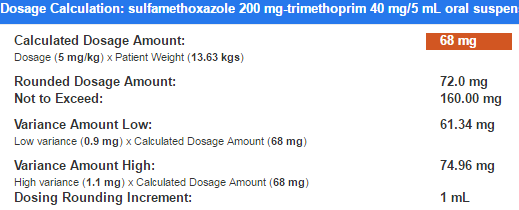 Dosage Calculation: sulfamethoxazole 200 mg-trimethoprim 40 mg/5 mL oral suspen
Calculated Dosage Amount: 68 mg
Dosage (5 mg/kg) x Patient Weight (13.63 kgs)
Rounded Dosage Amount: 72.0 mg
Not to Exceed: 160.00 mg
Variance Amount Low: 61.34 mg
Low variance (0.9 mg) x Calculated Dosage Amount (68 mg)
Variance Amount High: 74.96 mg
High variance (1.1 mg) x Calculated Dosage Amount (68 mg)
Dosing Rounding Increment: 1 mL